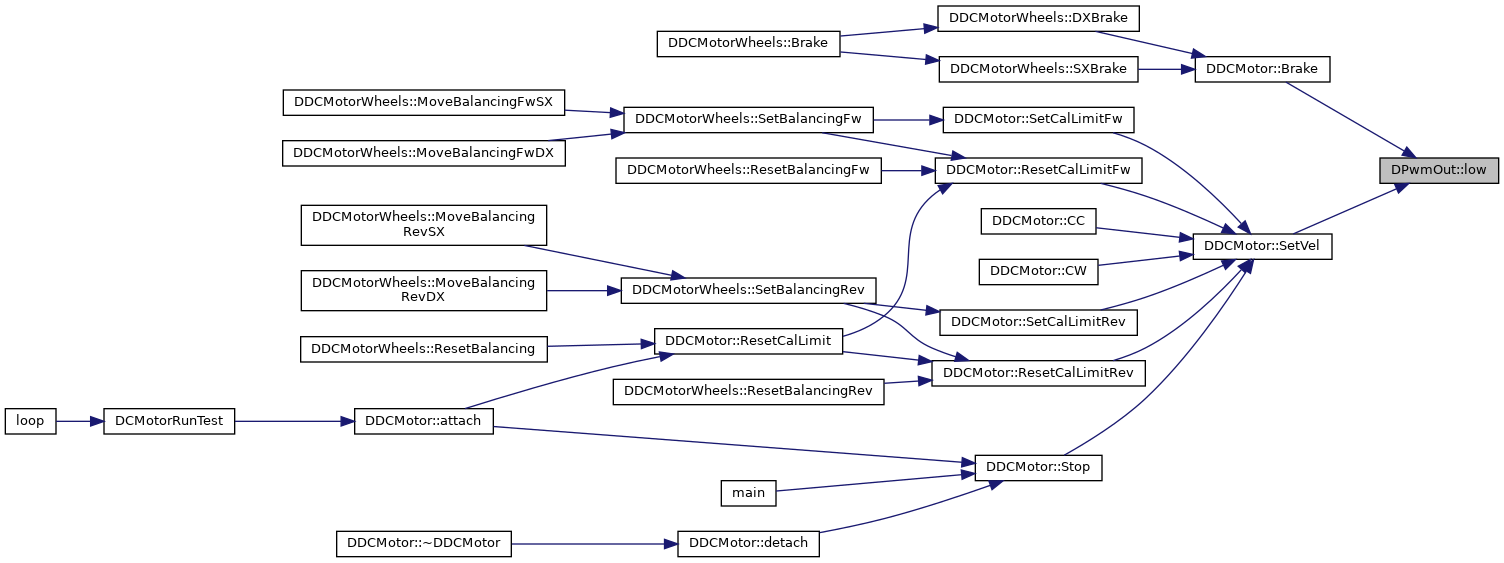 DDCMotorWheels::DXBrake
DDCMotorWheels::Brake
DDCMotorWheels::SXBrake
DDCMotor::Brake
DDCMotorWheels::MoveBalancingFwSX
DDCMotorWheels::SetBalancingFw
DDCMotor::SetCalLimitFw
DDCMotorWheels::MoveBalancingFwDX
DDCMotorWheels::ResetBalancingFw
DDCMotor::ResetCalLimitFw
DPwmOut::low
DDCMotorWheels::MoveBalancing
RevSX
DDCMotor::CC
DDCMotor::SetVel
DDCMotor::CW
DDCMotorWheels::MoveBalancing
RevDX
DDCMotorWheels::SetBalancingRev
DDCMotor::SetCalLimitRev
DDCMotor::ResetCalLimit
DDCMotorWheels::ResetBalancing
DDCMotor::ResetCalLimitRev
DDCMotorWheels::ResetBalancingRev
loop
DCMotorRunTest
DDCMotor::attach
DDCMotor::Stop
main
DDCMotor::~DDCMotor
DDCMotor::detach